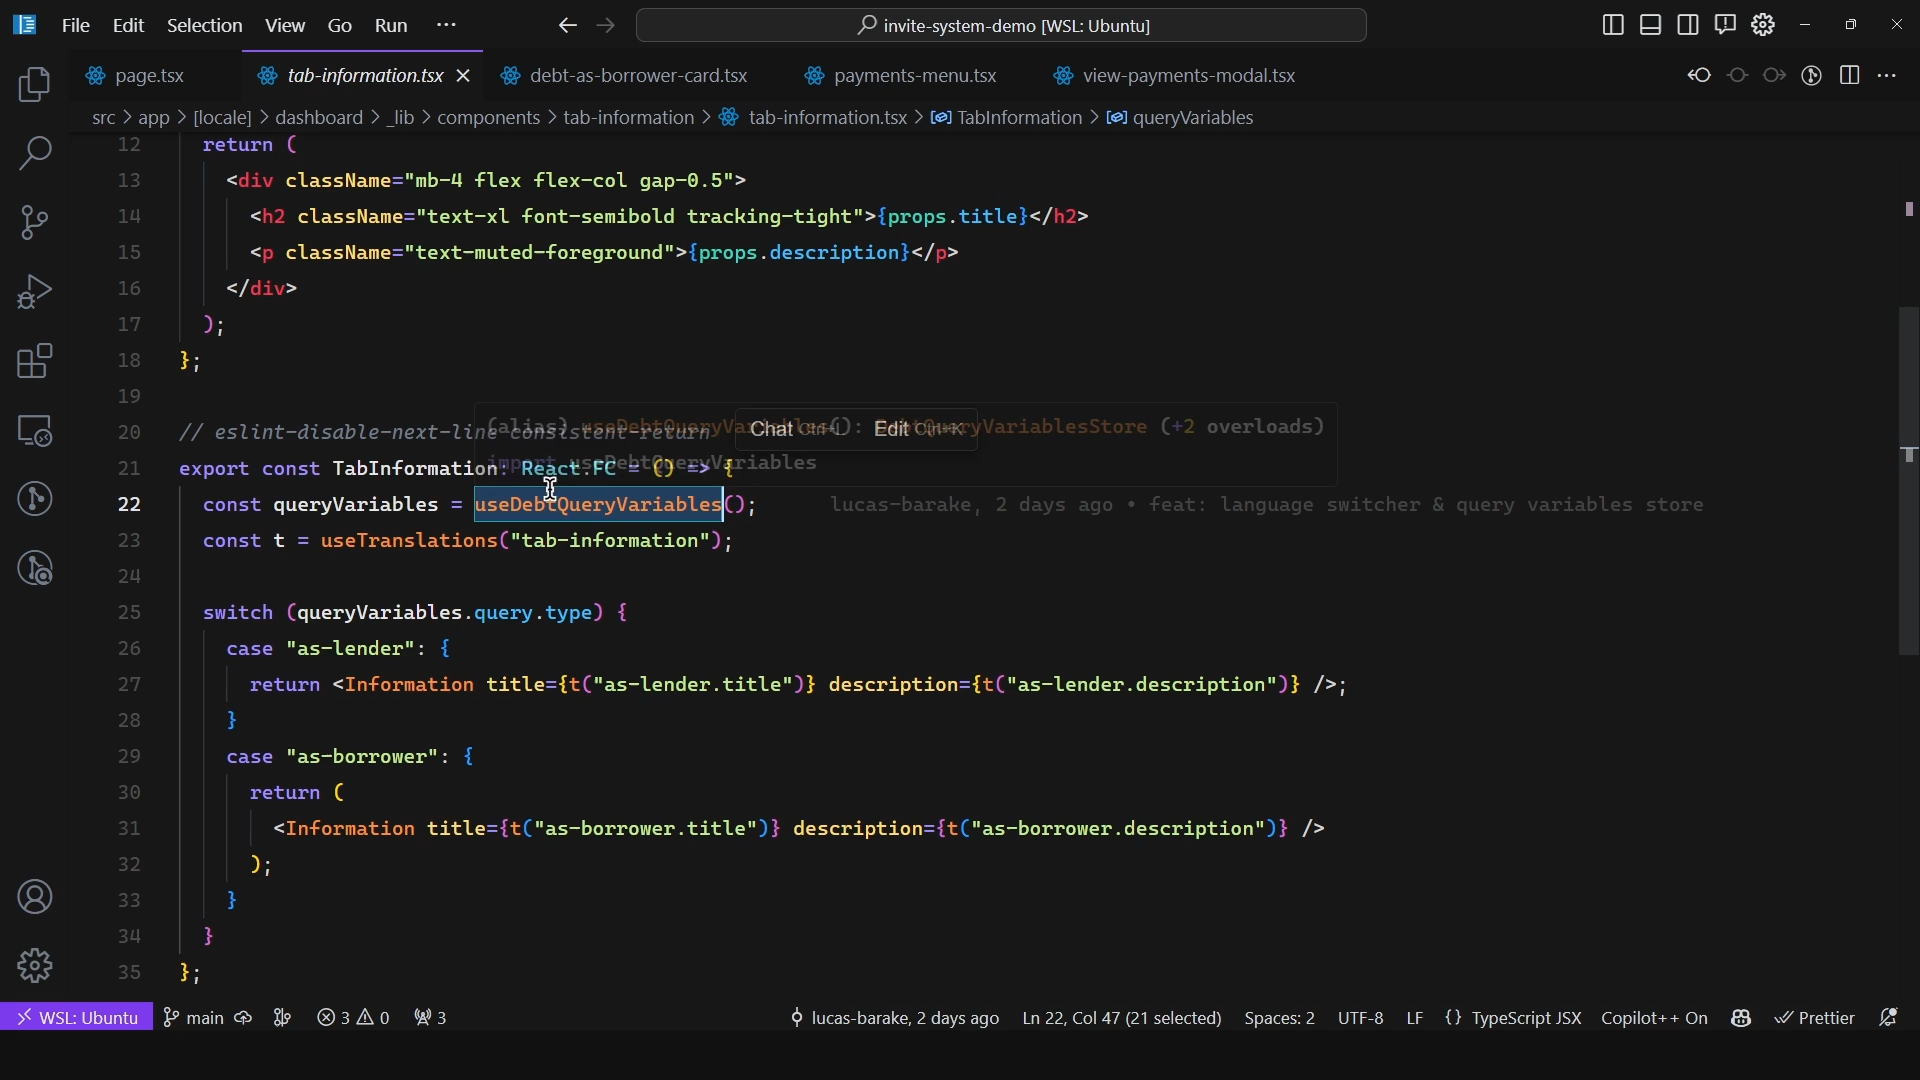 File Edit Selection View Go Run ···
invite-system-demo [WSL: Ubuntu]
page.tsx tab-information.tsx debt-as-borrower-card.tsx payments-menu.tsx view-payments-modal.tsx
src > app > [locale] > dashboard > _lib > components > tab-information > tab-information.tsx > TabInformation > queryVariables
12 return (
13 <div className="mb-4 flex flex-col gap-0.5">
14 <h2 className="text-xl font-semibold tracking-tight">{props.title}</h2>
15 <p className="text-muted-foreground">{props.description}</p>
16 </div>
17 );
18 };
19
(alias) useDebtQueryVariables(): DebtQueryVariablesStore (+2 overloads)
import useDebtQueryVariables
Chat Ctrl+L Edit Ctrl+K
20 // eslint-disable-next-line consistent-return
21 export const TabInformation: React.FC = () => {
22 const queryVariables = useDebtQueryVariables(); lucas-barake, 2 days ago • feat: language switcher & query variables store
23 const t = useTranslations("tab-information");
24
25 switch (queryVariables.query.type) {
26 case "as-lender": {
27 return <Information title={t("as-lender.title")} description={t("as-lender.description")} />;
28 }
29 case "as-borrower": {
30 return (
31 <Information title={t("as-borrower.title")} description={t("as-borrower.description")} />
32 );
33 }
34 }
35 };
WSL: Ubuntu main 3 0 3 lucas-barake, 2 days ago Ln 22, Col 47 (21 selected) Spaces: 2 UTF-8 LF {} TypeScript JSX Copilot++ On Prettier